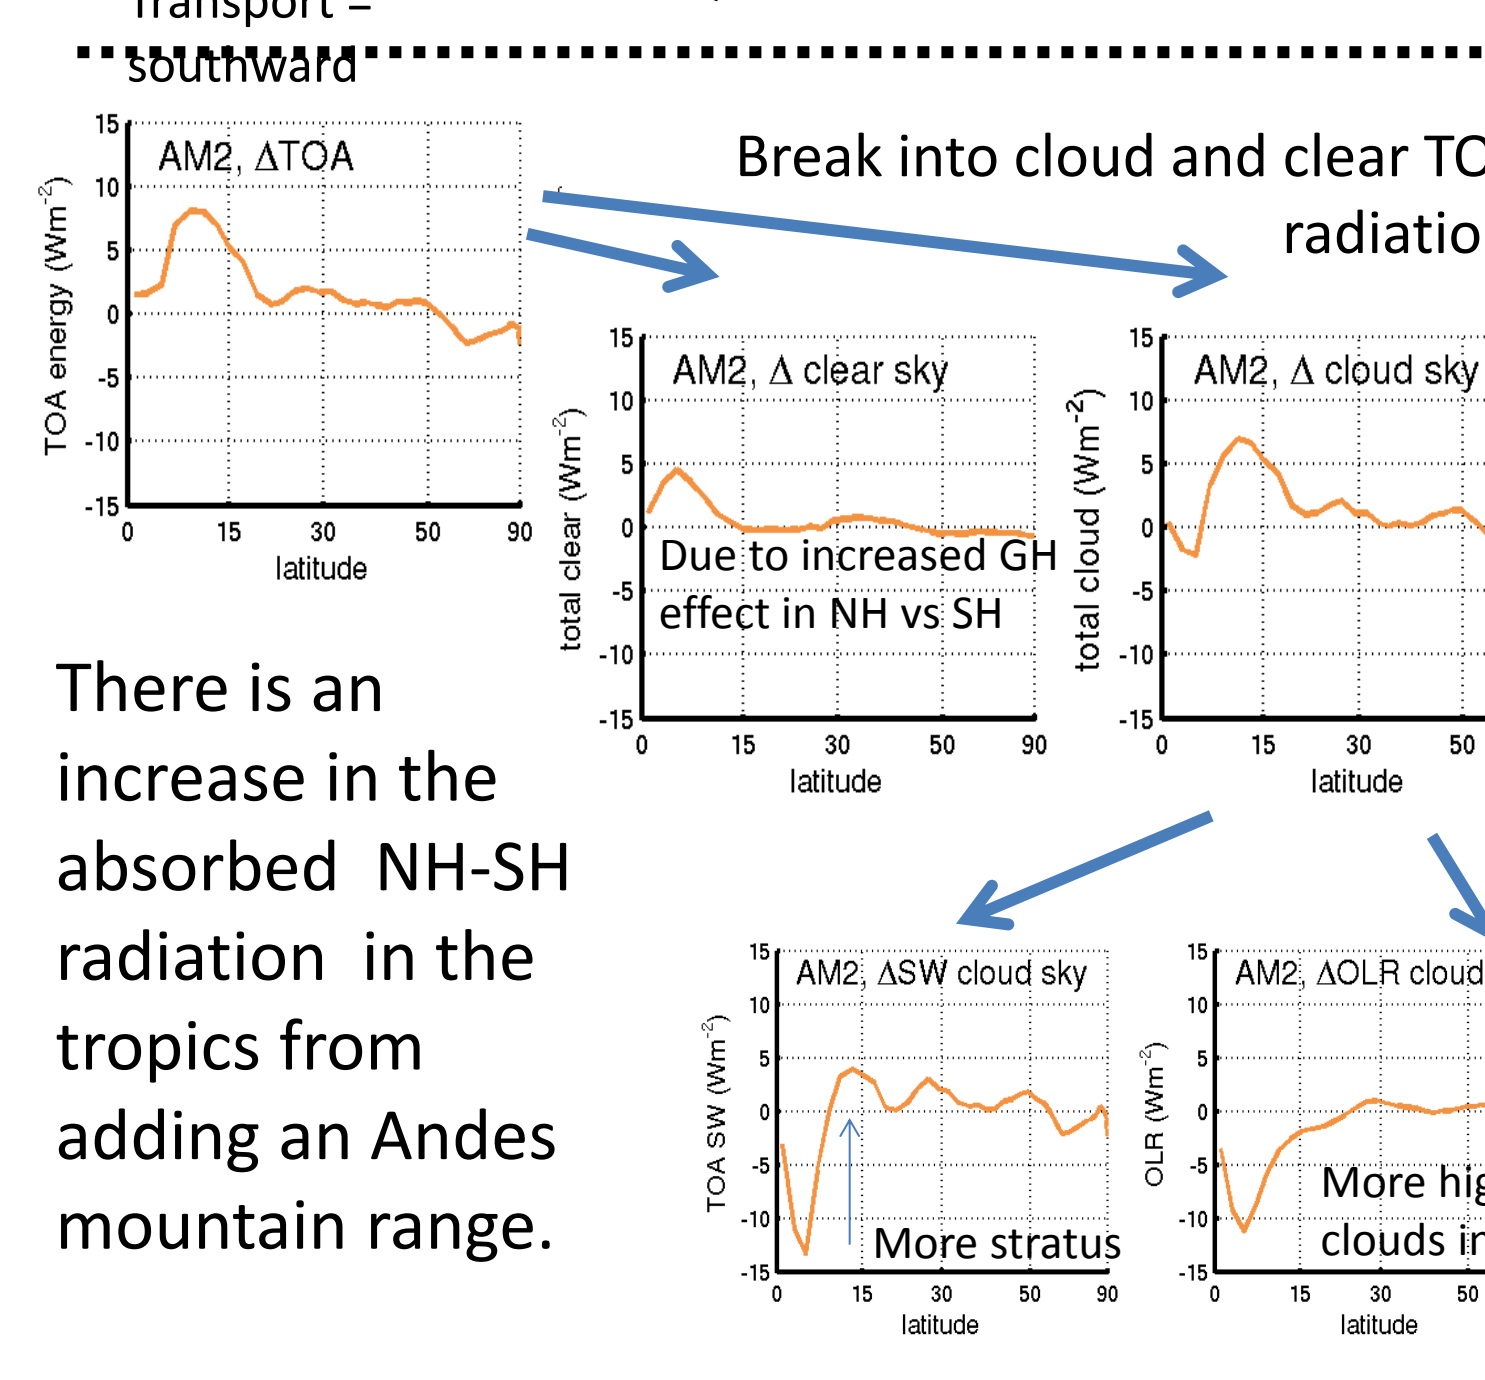 Transport =
southward
AM2, ΔTOA
TOA energy (Wm⁻²)
15
10
5
0
-5
-10
-15
0 15 30 50 90
latitude
Break into cloud and clear TO
radiatio
AM2, Δ clear sky
total clear (Wm⁻²)
15
10
5
0
-5
-10
-15
Due to increased GH
effect in NH vs SH
0 15 30 50 90
latitude
AM2, Δ cloud sky
total cloud (Wm⁻²)
15
10
5
0
-5
-10
-15
0 15 30 50
latitude
There is an
increase in the
absorbed NH-SH
radiation in the
tropics from
adding an Andes
mountain range.
AM2, ΔSW cloud sky
TOA SW (Wm⁻²)
15
10
5
0
-5
-10
-15
More stratus
0 15 30 50 90
latitude
AM2, ΔOLR cloud
OLR (Wm⁻²)
15
10
5
0
-5
-10
-15
More hig
clouds in
0 15 30 50
latitude